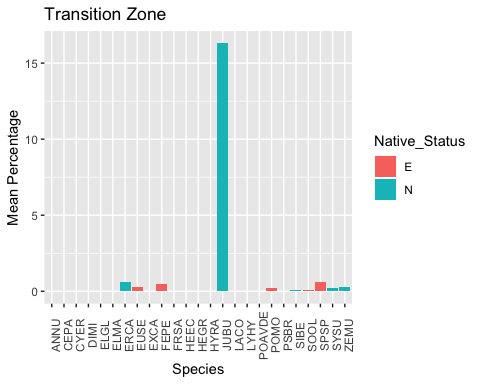 Transition Zone
Mean Percentage
15
10
5
0
ANNU
CEPA
CYER
DIMI
ELGL
ELMA
ERCA
EUSE
EXCA
FEPE
FRSA
HEEC
HEGR
HYRA
JUBU
LACO
LYHY
POAVDE
POMO
PSBR
SIBE
SOOL
SPSP
SYSU
ZEMU
Species
Native_Status
E
N